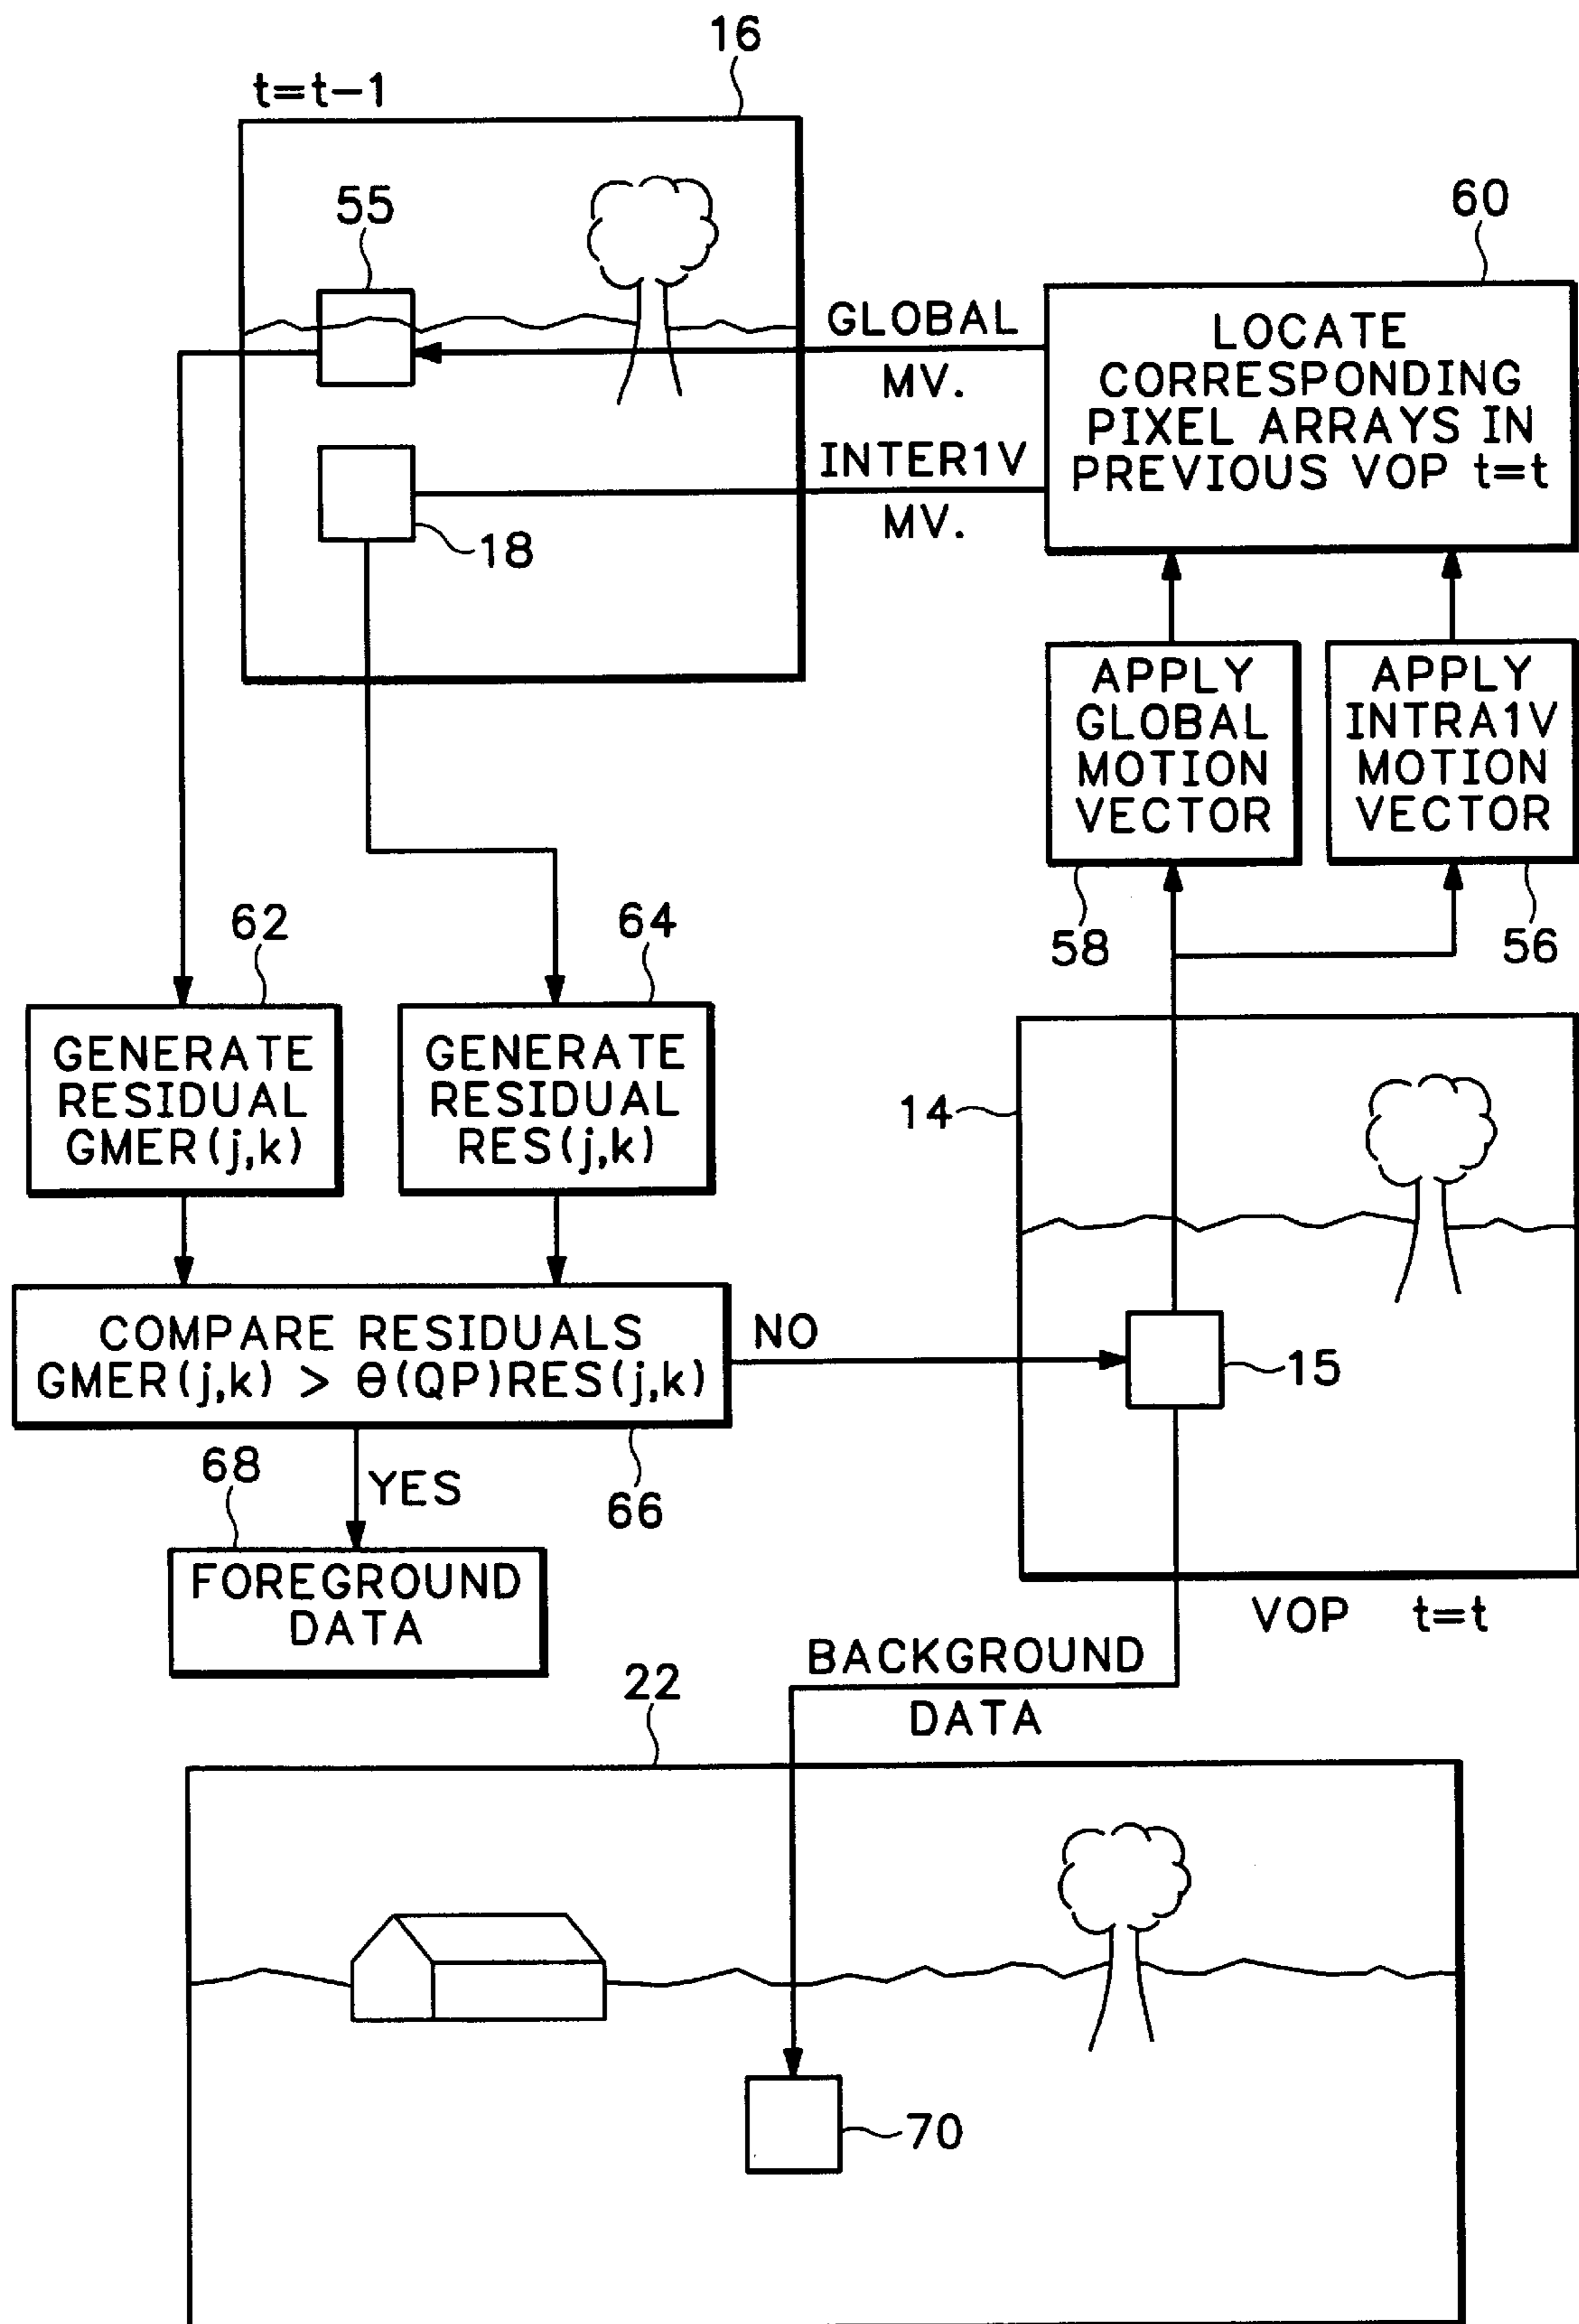 16
t=t-1
55
60
GLOBAL
MV.
INTER1V
MV.
18
LOCATE
CORRESPONDING
PIXEL ARRAYS IN
PREVIOUS VOP t=t
APPLY
GLOBAL
MOTION
VECTOR
APPLY
INTRA1V
MOTION
VECTOR
58
56
62
64
GENERATE
RESIDUAL
GMER(j,k)
GENERATE
RESIDUAL
RES(j,k)
14
COMPARE RESIDUALS
GMER(j,k) > θ(QP)RES(j,k)
NO
15
68
YES
66
FOREGROUND
DATA
VOP t=t
BACKGROUND
DATA
22
70